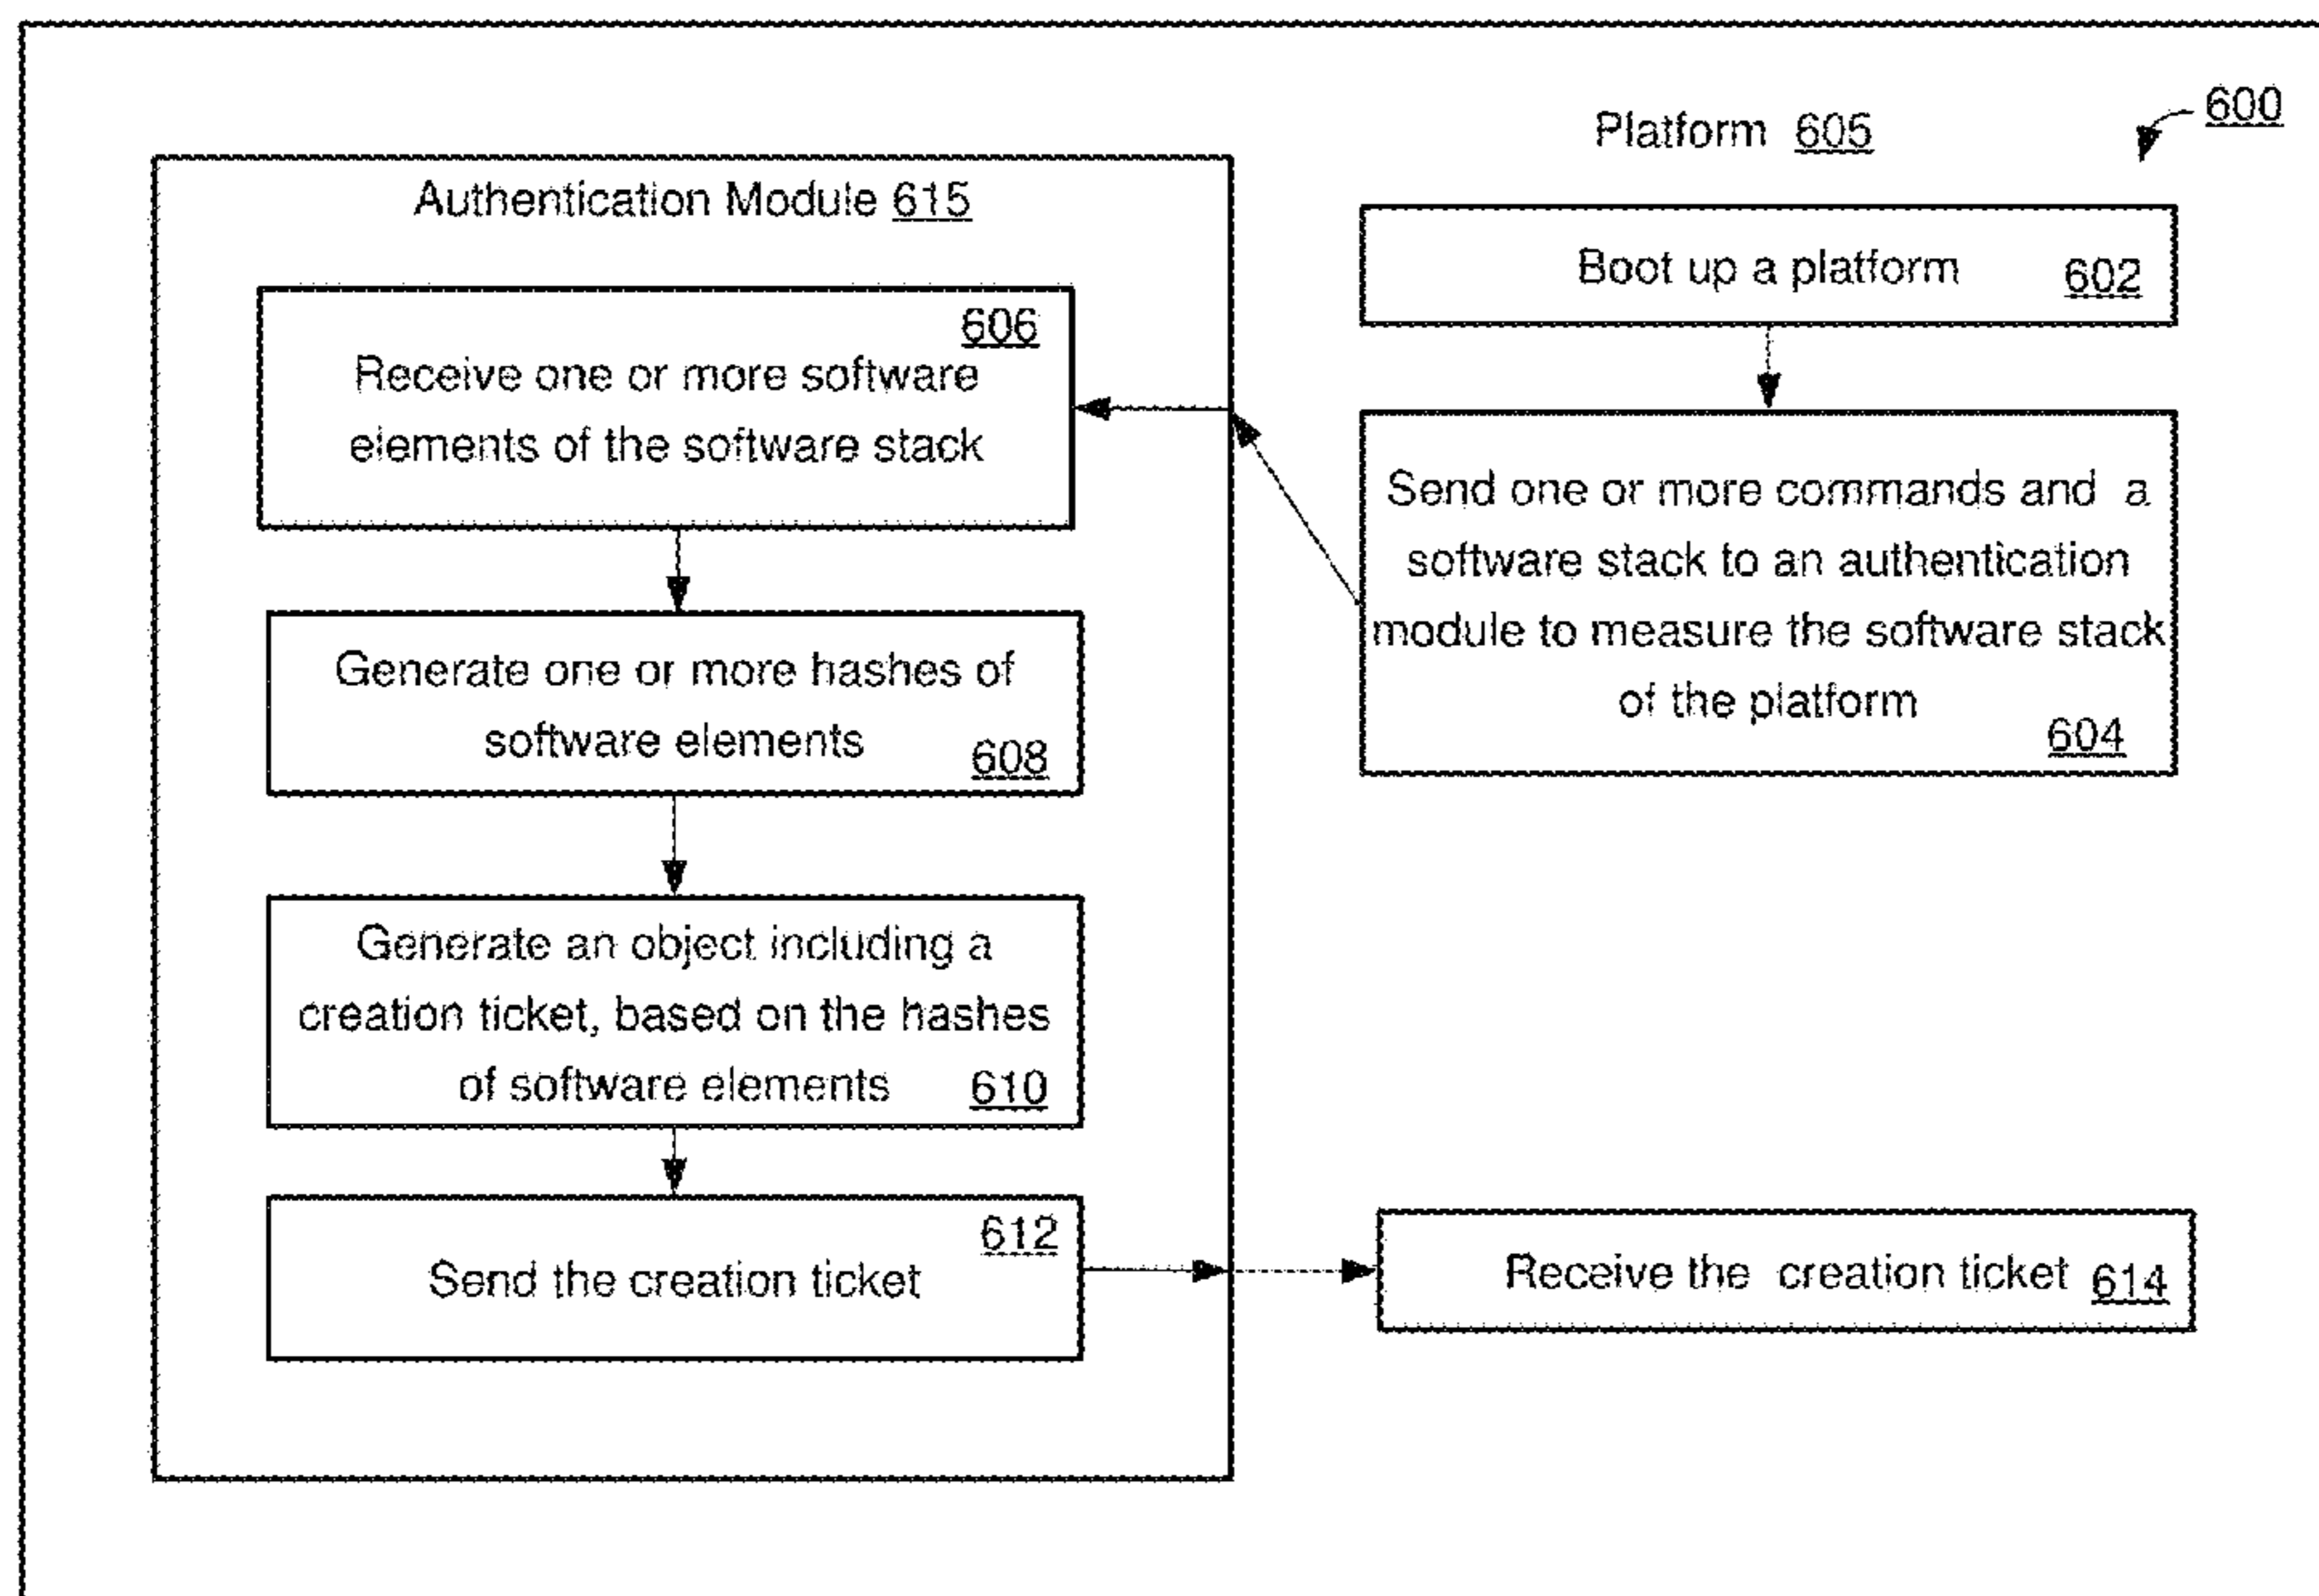 600
Platform 605
Authentication Module 615
Boot up a platform 602
606
Receive one or more software
elements of the software stack
Send one or more commands and a
software stack to an authentication
module to measure the software stack
of the platform
604
Generate one or more hashes of
software elements 608
Generate an object including a
creation ticket, based on the hashes
of software elements 610
612
Send the creation ticket
Receive the creation ticket 614